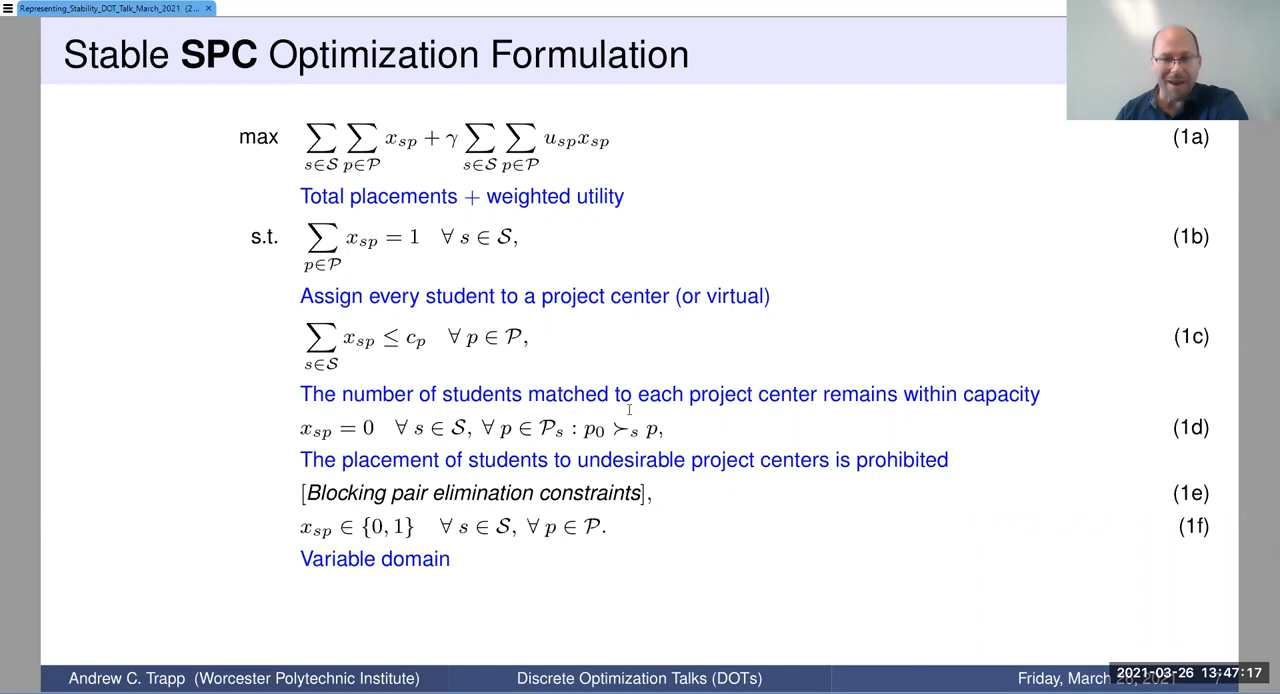 Representing_Stability_DOT_Talk_March_2021 (2...
Stable SPC Optimization Formulation
max ∑_{s∈𝒮} ∑_{p∈𝒫} x_{sp} + γ ∑_{s∈𝒮} ∑_{p∈𝒫} u_{sp}x_{sp} (1a)
Total placements + weighted utility
s.t. ∑_{p∈𝒫} x_{sp} = 1 ∀ s ∈ 𝒮, (1b)
Assign every student to a project center (or virtual)
∑_{s∈𝒮} x_{sp} ≤ c_p ∀ p ∈ 𝒫, (1c)
The number of students matched to each project center remains within capacity
x_{sp} = 0 ∀ s ∈ 𝒮, ∀ p ∈ 𝒫_s : p_0 ≻_s p, (1d)
The placement of students to undesirable project centers is prohibited
[Blocking pair elimination constraints], (1e)
x_{sp} ∈ {0, 1} ∀ s ∈ 𝒮, ∀ p ∈ 𝒫. (1f)
Variable domain
Andrew C. Trapp (Worcester Polytechnic Institute) Discrete Optimization Talks (DOTs) Friday, March
2021-03-26 13:47:17